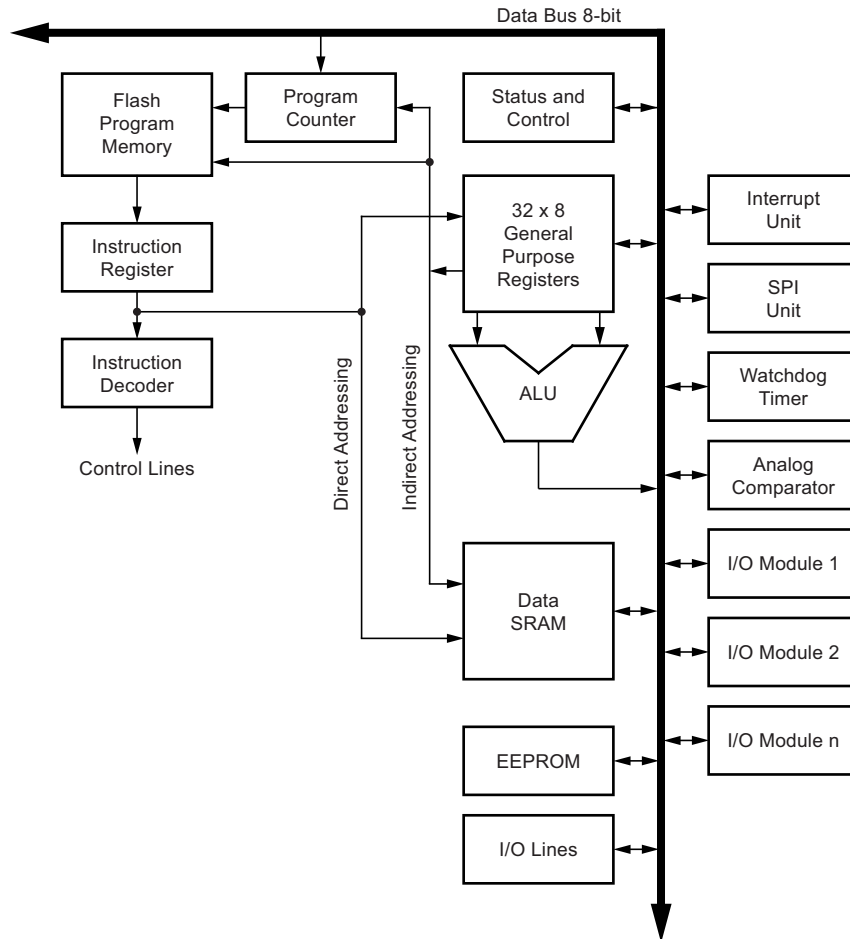 Data Bus 8-bit
Flash
Program
Memory
Program
Counter
Status and
Control
32 x 8
General
Purpose
Registers
Interrupt
Unit
Instruction
Register
SPI
Unit
Instruction
Decoder
Direct Addressing
Indirect Addressing
ALU
Watchdog
Timer
Control Lines
Analog
Comparator
I/O Module 1
Data
SRAM
I/O Module 2
I/O Module n
EEPROM
I/O Lines